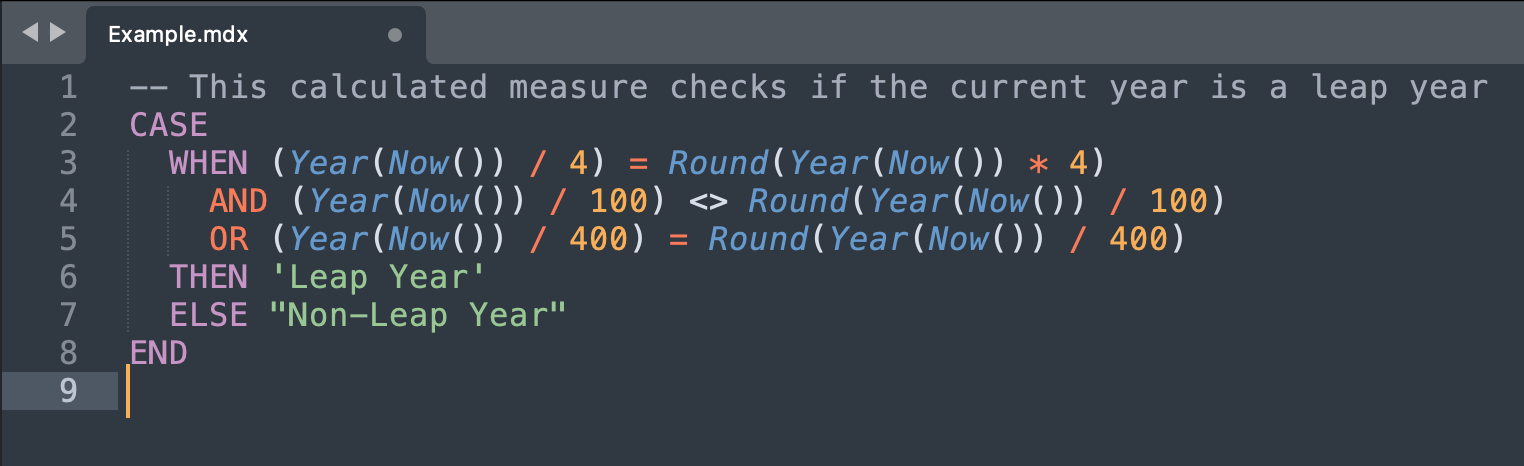 Example.mdx
1 -- This calculated measure checks if the current year is a leap year
2 CASE
3   WHEN (Year(Now()) / 4) = Round(Year(Now()) * 4)
4     AND (Year(Now()) / 100) <> Round(Year(Now()) / 100)
5     OR (Year(Now()) / 400) = Round(Year(Now()) / 400)
6   THEN 'Leap Year'
7   ELSE "Non-Leap Year"
8 END
9